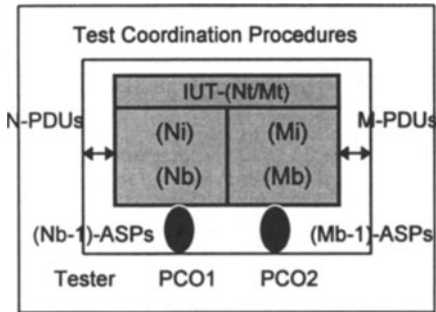 Test Coordination Procedures
IUT-(Nt/Mt)
N-PDUs (Ni) (Mi) M-PDUs
(Nb) (Mb)
(Nb-1)-ASPs (Mb-1)-ASPs
Tester PCO1 PCO2